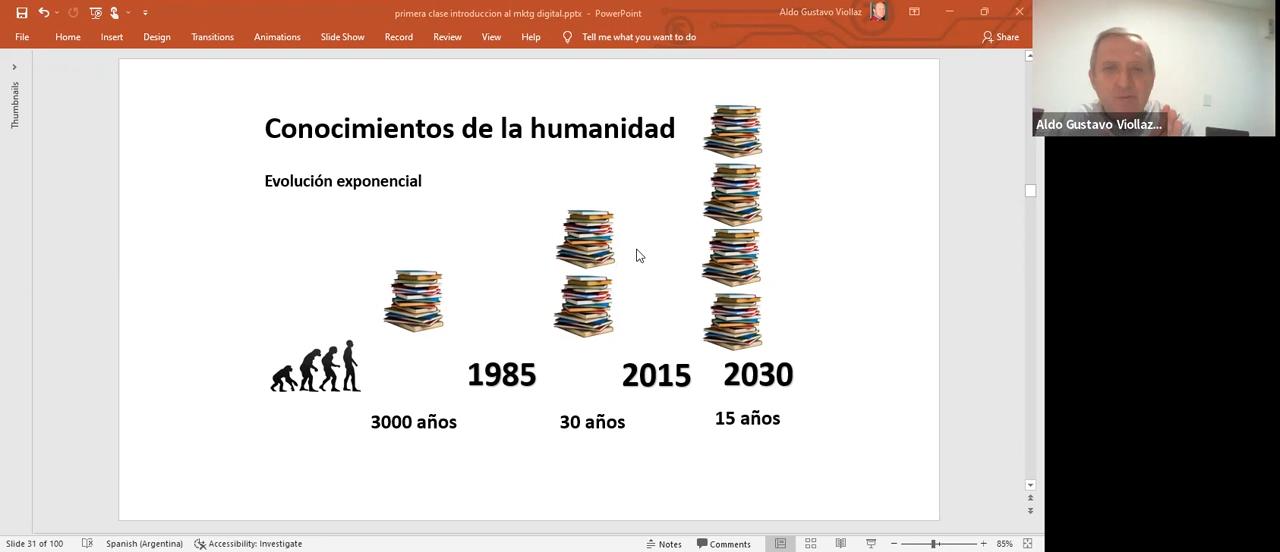 primera clase introduccion al mktg digital.pptx - PowerPoint
Aldo Gustavo Viollaz
File Home Insert Design Transitions Animations Slide Show Record Review View Help Tell me what you want to do Share
Thumbnails
Aldo Gustavo Viollaz...
Conocimientos de la humanidad
Evolución exponencial
1985 2015 2030
3000 años 30 años 15 años
Slide 31 of 100 Spanish (Argentina) Accessibility: Investigate Notes Comments 85%